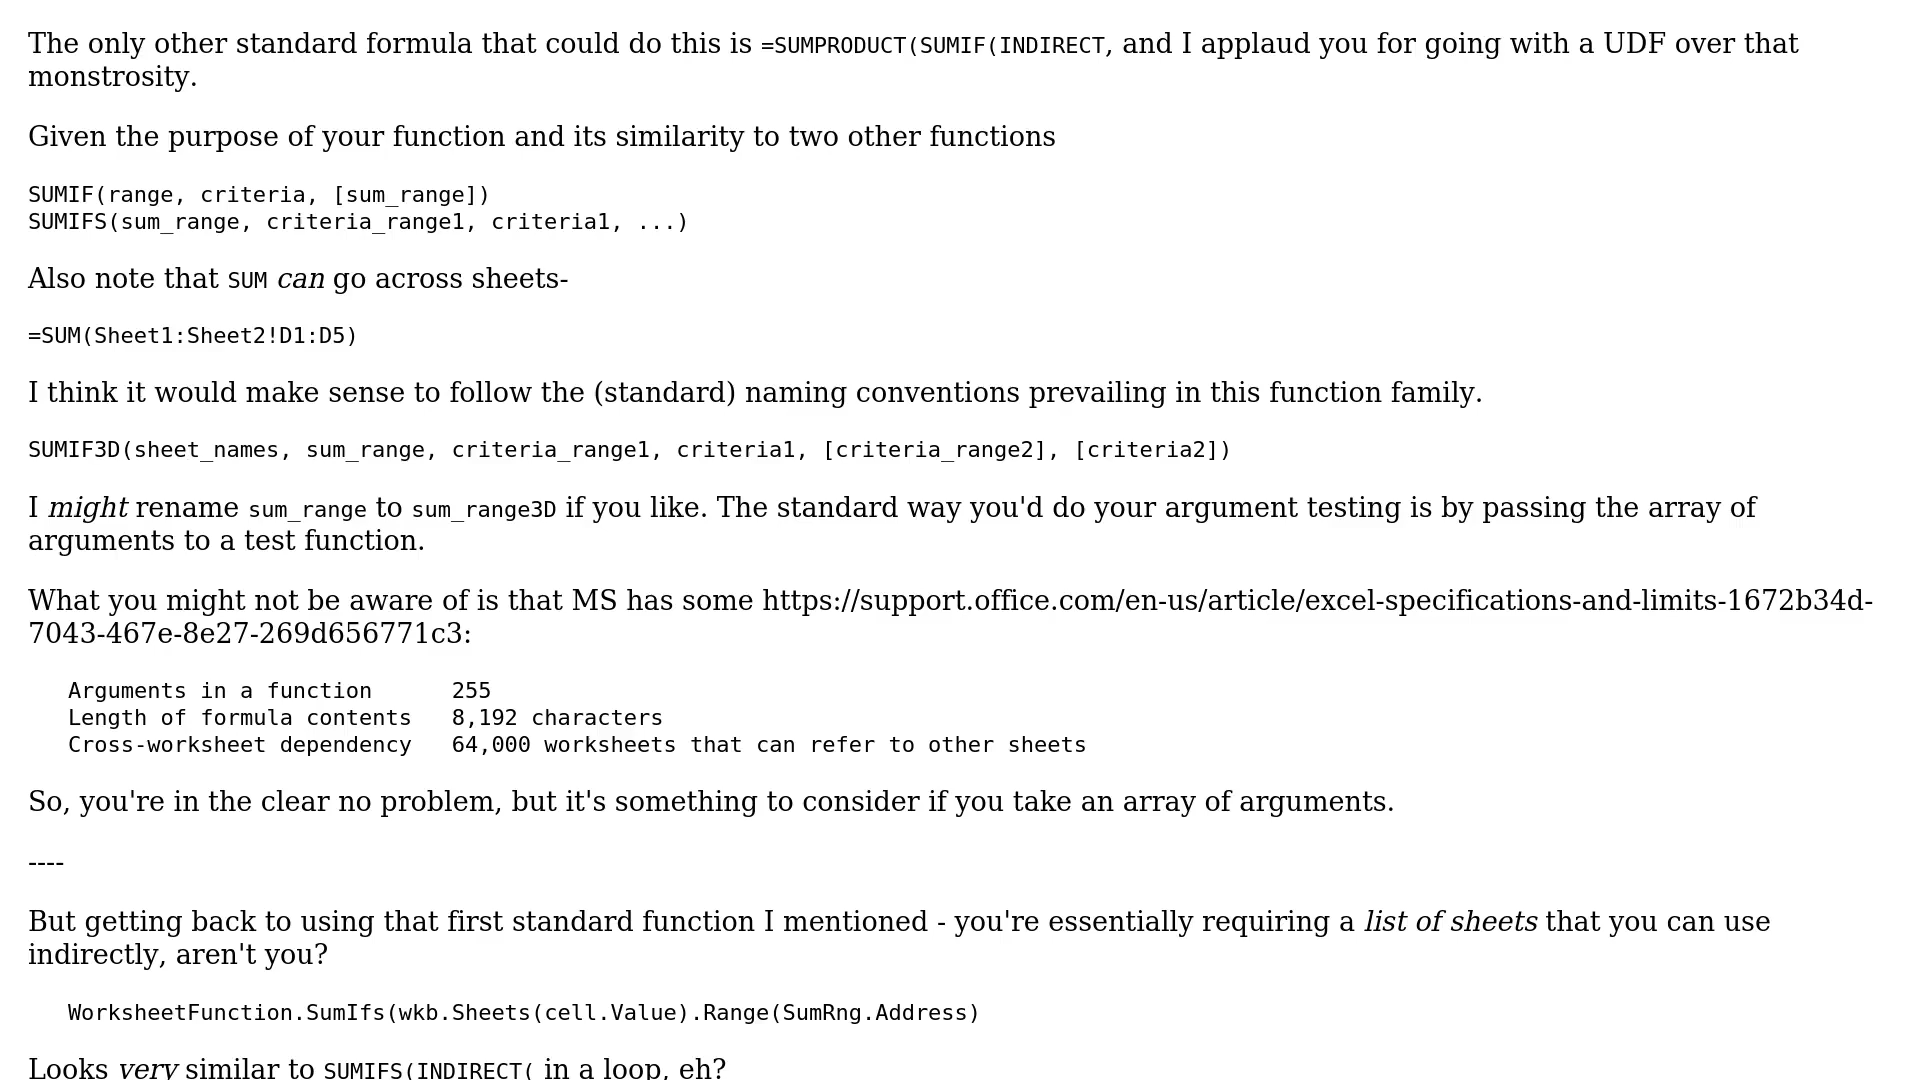 The only other standard formula that could do this is =SUMPRODUCT(SUMIF(INDIRECT, and I applaud you for going with a UDF over that
monstrosity.
Given the purpose of your function and its similarity to two other functions
SUMIF(range, criteria, [sum_range])
SUMIFS(sum_range, criteria_range1, criteria1, ...)
Also note that SUM can go across sheets-
=SUM(Sheet1:Sheet2!D1:D5)
I think it would make sense to follow the (standard) naming conventions prevailing in this function family.
SUMIF3D(sheet_names, sum_range, criteria_range1, criteria1, [criteria_range2], [criteria2])
I might rename sum_range to sum_range3D if you like. The standard way you'd do your argument testing is by passing the array of
arguments to a test function.
What you might not be aware of is that MS has some https://support.office.com/en-us/article/excel-specifications-and-limits-1672b34d-
7043-467e-8e27-269d656771c3:
Arguments in a function      255
Length of formula contents   8,192 characters
Cross-worksheet dependency   64,000 worksheets that can refer to other sheets
So, you're in the clear no problem, but it's something to consider if you take an array of arguments.
----
But getting back to using that first standard function I mentioned - you're essentially requiring a list of sheets that you can use
indirectly, aren't you?
WorksheetFunction.SumIfs(wkb.Sheets(cell.Value).Range(SumRng.Address)
Looks very similar to SUMIFS(INDIRECT( in a loop, eh?